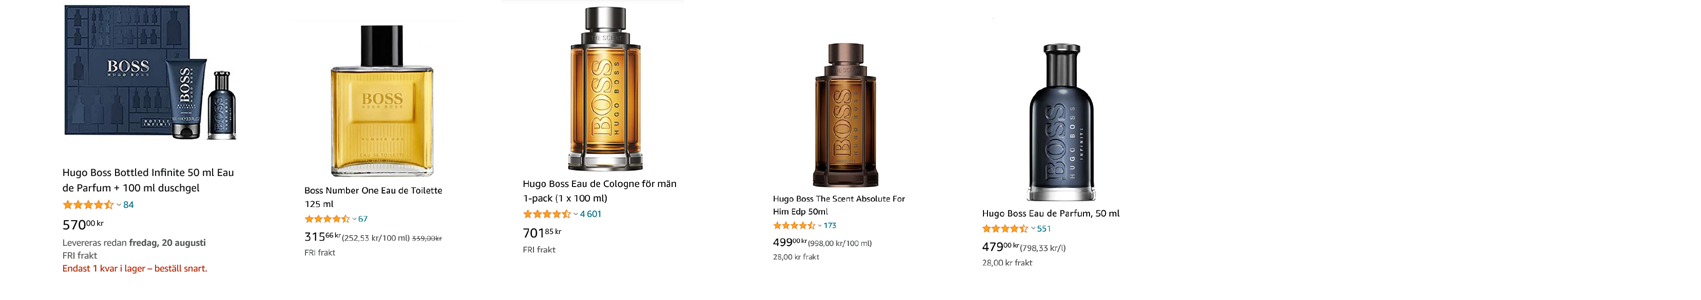 BOSS
HUGO BOSS
BOSS
BOSS
Hugo Boss Bottled Infinite 50 ml Eau
de Parfum + 100 ml duschgel
84
570 00 kr
Levereras redan fredag, 20 augusti
FRI frakt
Endast 1 kvar i lager – beställ snart.
BOSS
HUGO BOSS
Boss Number One Eau de Toilette
125 ml
67
315 66 kr (252,53 kr/100 ml) 339,00kr
FRI frakt
BOSS
HUGO BOSS
Hugo Boss Eau de Cologne för män
1-pack (1 x 100 ml)
4 601
701 85 kr
FRI frakt
BOSS
HUGO BOSS
Hugo Boss The Scent Absolute For
Him Edp 50ml
173
499 00 kr (998,00 kr/100 ml)
28,00 kr frakt
BOSS
HUGO BOSS
INFINITE
Hugo Boss Eau de Parfum, 50 ml
551
479 00 kr (798,33 kr/l)
28,00 kr frakt